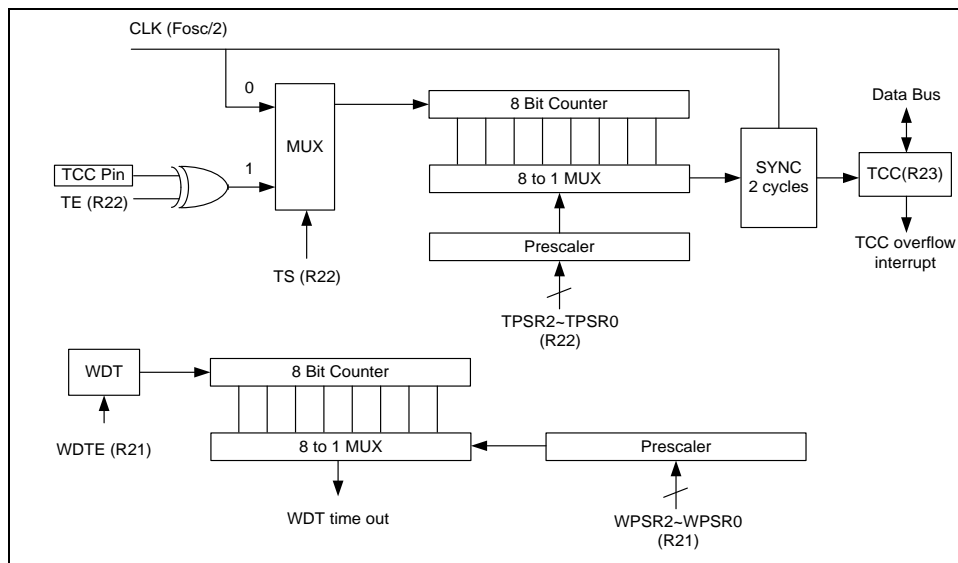 CLK (Fosc/2)
0
8 Bit Counter
Data Bus
MUX
1
TCC Pin
TE (R22)
8 to 1 MUX
SYNC
2 cycles
TCC(R23)
TS (R22)
Prescaler
TCC overflow
interrupt
TPSR2~TPSR0
(R22)
WDT
8 Bit Counter
WDTE (R21)
8 to 1 MUX
Prescaler
WDT time out
WPSR2~WPSR0
(R21)